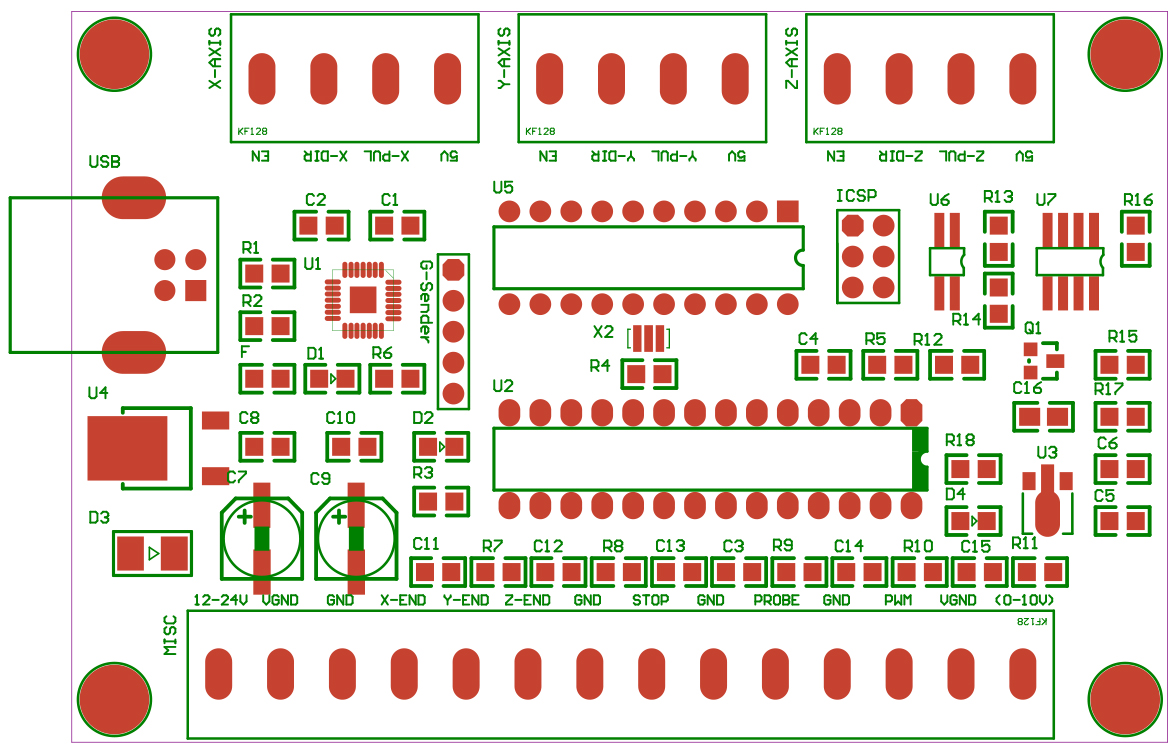 X-AXIS
Y-AXIS
Z-AXIS
KF128
KF128
KF128
EN
X-DIR
X-PUL
5V
EN
Y-DIR
Y-PUL
5V
EN
Z-DIR
Z-PUL
5V
USB
C2
C1
U5
ICSP
U6
R13
U7
R16
R1
U1
G-Sender
R2
X2
R14
Q1
F
D1
R6
R4
C4
R5
R12
R15
U4
U2
C16
R17
C8
C10
D2
R18
U3
C6
C7
C9
R3
D4
C5
D3
C11
R7
C12
R8
C13
C3
R9
C14
R10
C15
R11
12-24V
VGND
GND
X-END
Y-END
Z-END
GND
STOP
GND
PROBE
GND
PWM
VGND
(0-10V)
KF128
MISC